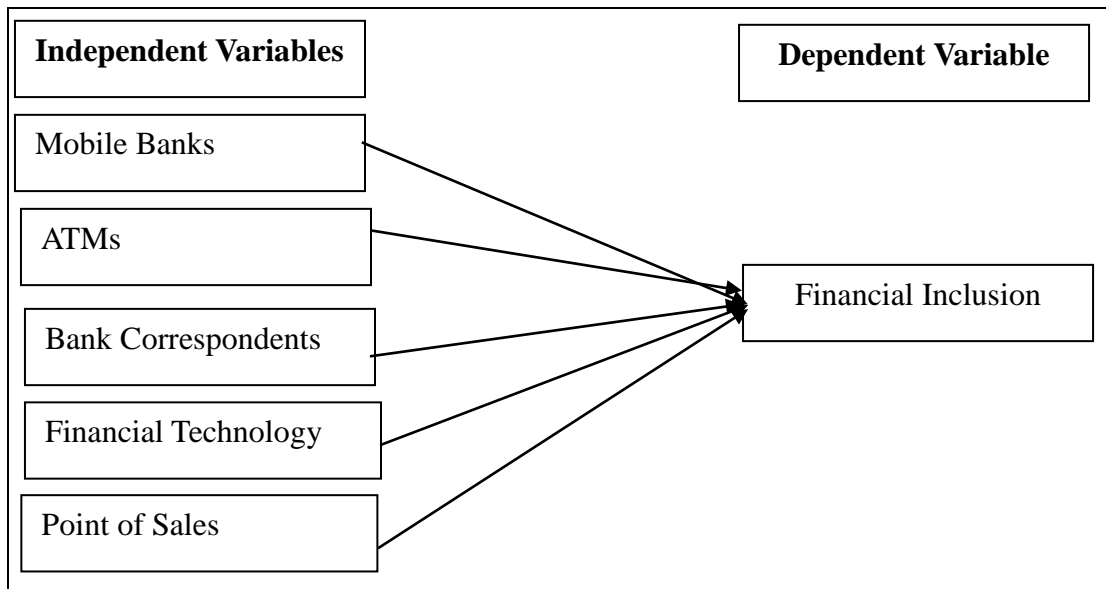 Independent Variables
Dependent Variable
Mobile Banks
ATMs
Financial Inclusion
Bank Correspondents
Financial Technology
Point of Sales